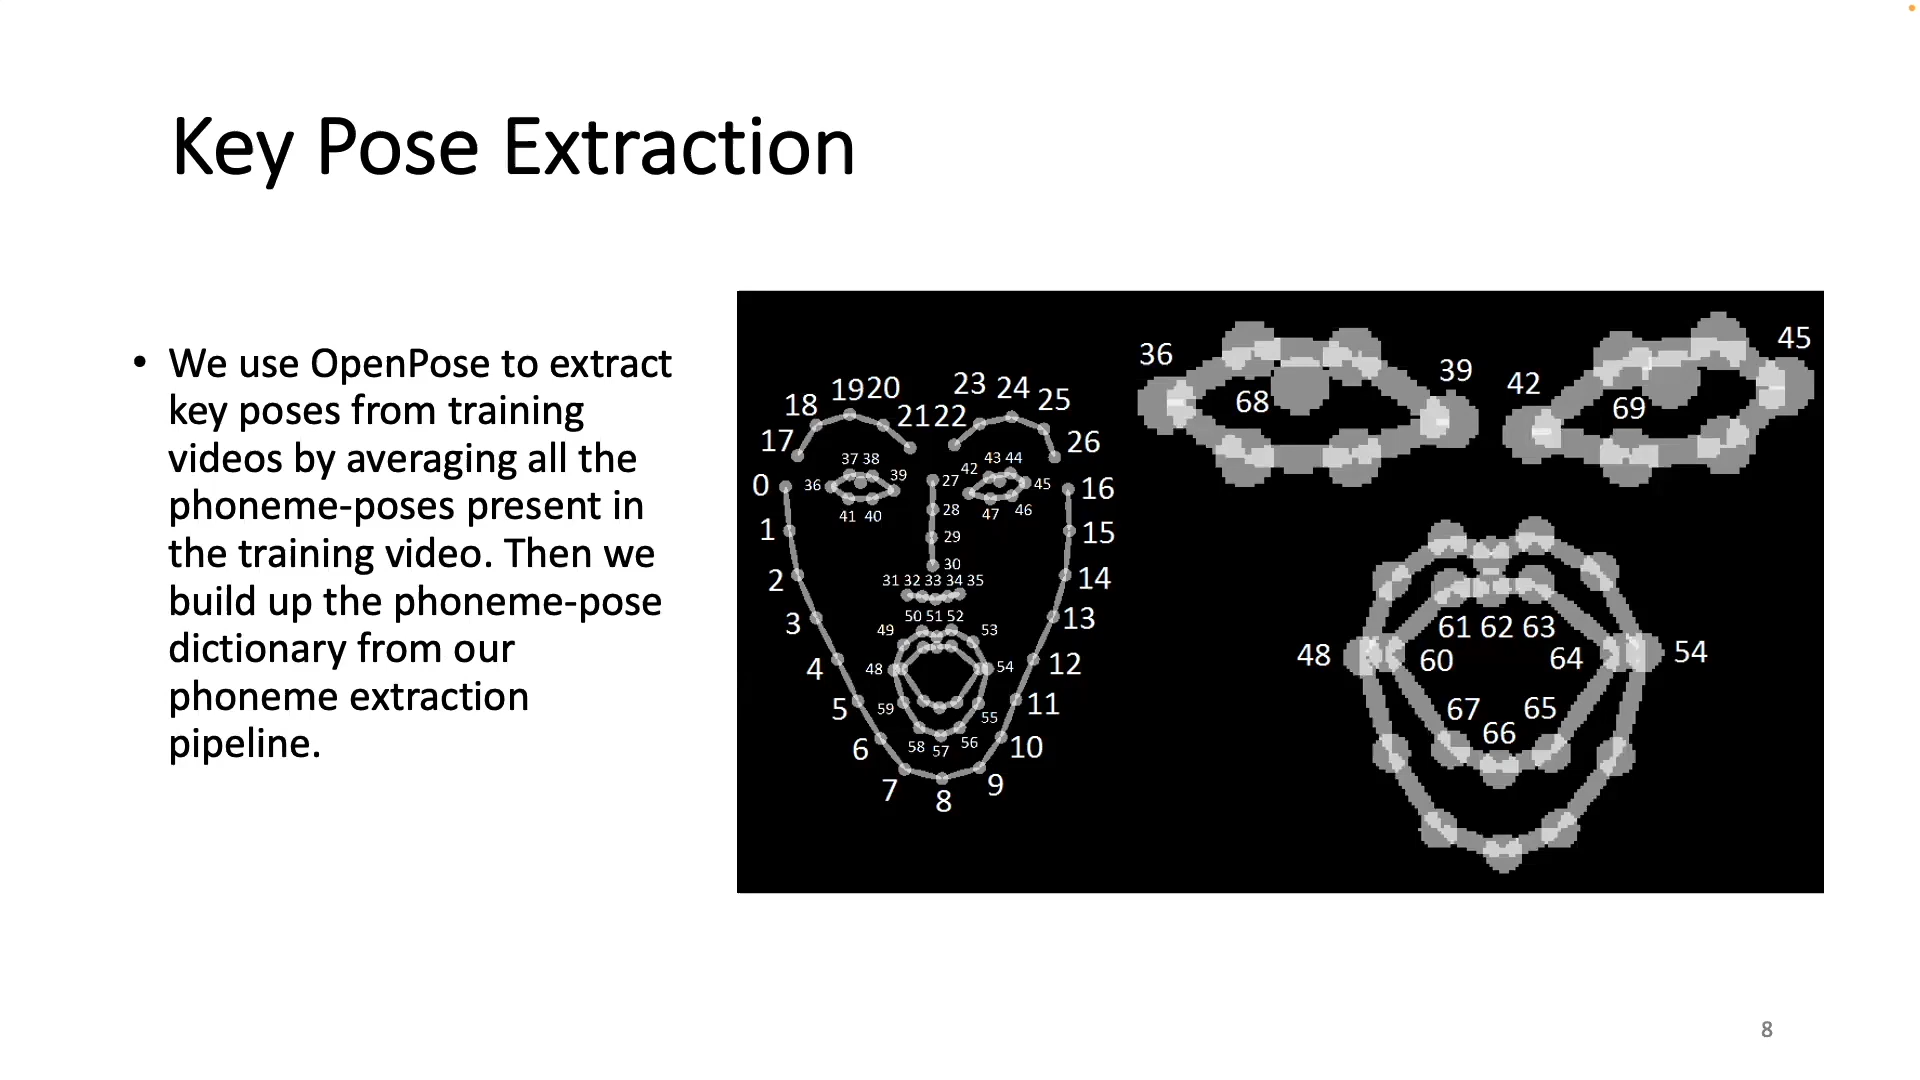 Key Pose Extraction
• We use OpenPose to extract
key poses from training
videos by averaging all the
phoneme-poses present in
the training video. Then we
build up the phoneme-pose
dictionary from our
phoneme extraction
pipeline.
17 18 19 20 21 22 23 24 25 26
0 36 37 38 39 27 42 43 44 45 16
41 40 28 47 46
1 29 15
30
2 31 32 33 34 35 14
50 51 52
3 49 53 13
4 48 54 12
5 59 55 11
6 58 57 56 10
7 8 9
36 68 39 42 69 45
61 62 63
48 60 64 54
67 65
66
8